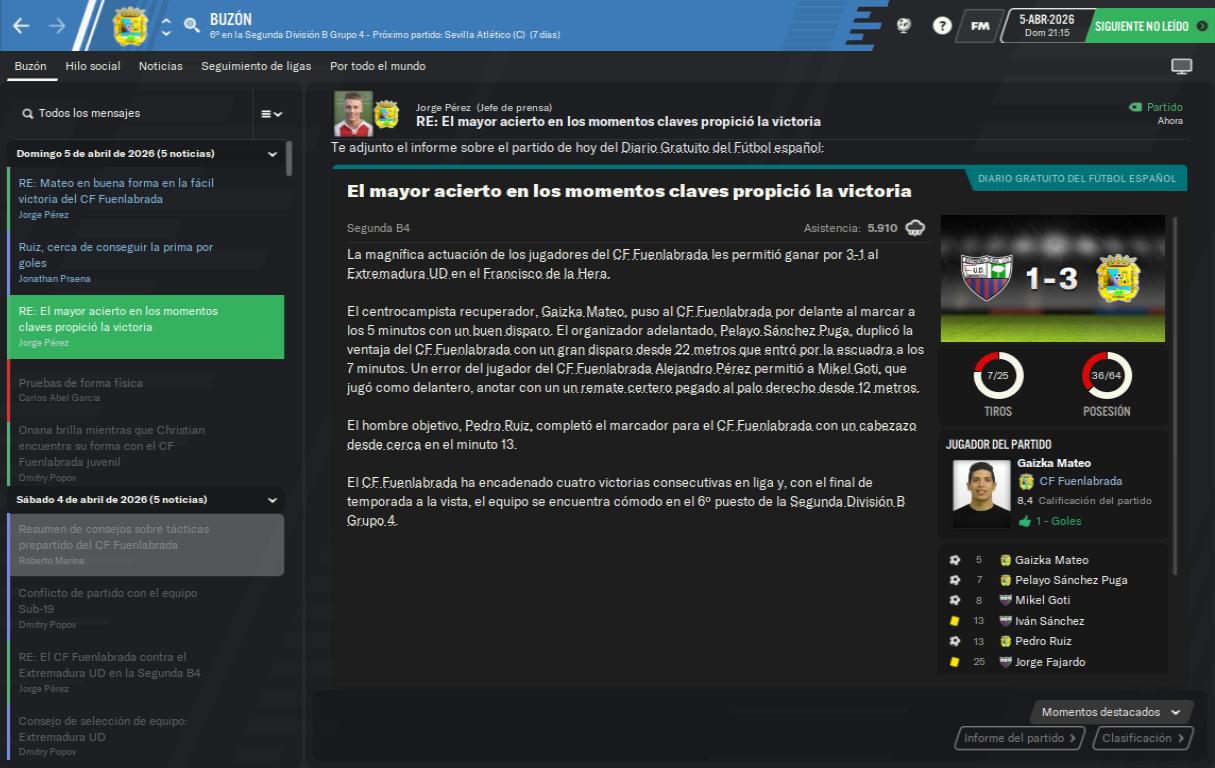 BUZÓN
6º en la Segunda División B Grupo 4 - Próximo partido: Sevilla Atlético (C) (7 días)
?
FM
5-ABR-2026
Dom 21:15
SIGUIENTE NO LEÍDO
Buzón
Hilo social
Noticias
Seguimiento de ligas
Por todo el mundo
Todos los mensajes
Domingo 5 de abril de 2026 (5 noticias)
RE: Mateo en buena forma en la fácil
victoria del CF Fuenlabrada
Jorge Pérez
Ruiz, cerca de conseguir la prima por
goles
Jonathan Praena
RE: El mayor acierto en los momentos
claves propició la victoria
Jorge Pérez
Pruebas de forma física
Carlos Abel García
Onana brilla mientras que Christian
encuentra su forma con el CF
Fuenlabrada juvenil
Dmitry Popov
Sábado 4 de abril de 2026 (5 noticias)
Resumen de consejos sobre tácticas
prepartido del CF Fuenlabrada
Roberto Marina
Conflicto de partido con el equipo
Sub-19
Dmitry Popov
RE: El CF Fuenlabrada contra el
Extremadura UD en la Segunda B4
Jorge Pérez
Consejo de selección de equipo:
Extremadura UD
Dmitry Popov
Jorge Pérez (Jefe de prensa)
RE: El mayor acierto en los momentos claves propició la victoria
Partido
Ahora
Te adjunto el informe sobre el partido de hoy del Diario Gratuito del Fútbol español:
El mayor acierto en los momentos claves propició la victoria
DIARIO GRATUITO DEL FÚTBOL ESPAÑOL
Segunda B4
Asistencia: 5.910
La magnífica actuación de los jugadores del CF Fuenlabrada les permitió ganar por 3-1 al
Extremadura UD en el Francisco de la Hera.
El centrocampista recuperador, Gaizka Mateo, puso al CF Fuenlabrada por delante al marcar a
los 5 minutos con un buen disparo. El organizador adelantado, Pelayo Sánchez Puga, duplicó la
ventaja del CF Fuenlabrada con un gran disparo desde 22 metros que entró por la escuadra a los
7 minutos. Un error del jugador del CF Fuenlabrada Alejandro Pérez permitió a Mikel Goti, que
jugó como delantero, anotar con un un remate certero pegado al palo derecho desde 12 metros.
El hombre objetivo, Pedro Ruiz, completó el marcador para el CF Fuenlabrada con un cabezazo
desde cerca en el minuto 13.
El CF Fuenlabrada ha encadenado cuatro victorias consecutivas en liga y, con el final de
temporada a la vista, el equipo se encuentra cómodo en el 6º puesto de la Segunda División B
Grupo 4.
1-3
7/25
TIROS
36/64
POSESIÓN
JUGADOR DEL PARTIDO
Gaizka Mateo
CF Fuenlabrada
8,4 Calificación del partido
1 - Goles
5 Gaizka Mateo
7 Pelayo Sánchez Puga
8 Mikel Goti
13 Iván Sánchez
13 Pedro Ruiz
25 Jorge Fajardo
Momentos destacados
Informe del partido
Clasificación